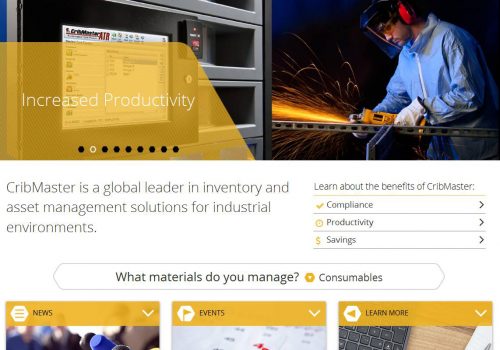 CribMaster ATR
Increased Productivity
CribMaster is a global leader in inventory and
asset management solutions for industrial
environments.
Learn about the benefits of CribMaster:
Compliance
Productivity
Savings
What materials do you manage? Consumables
NEWS
EVENTS
LEARN MORE